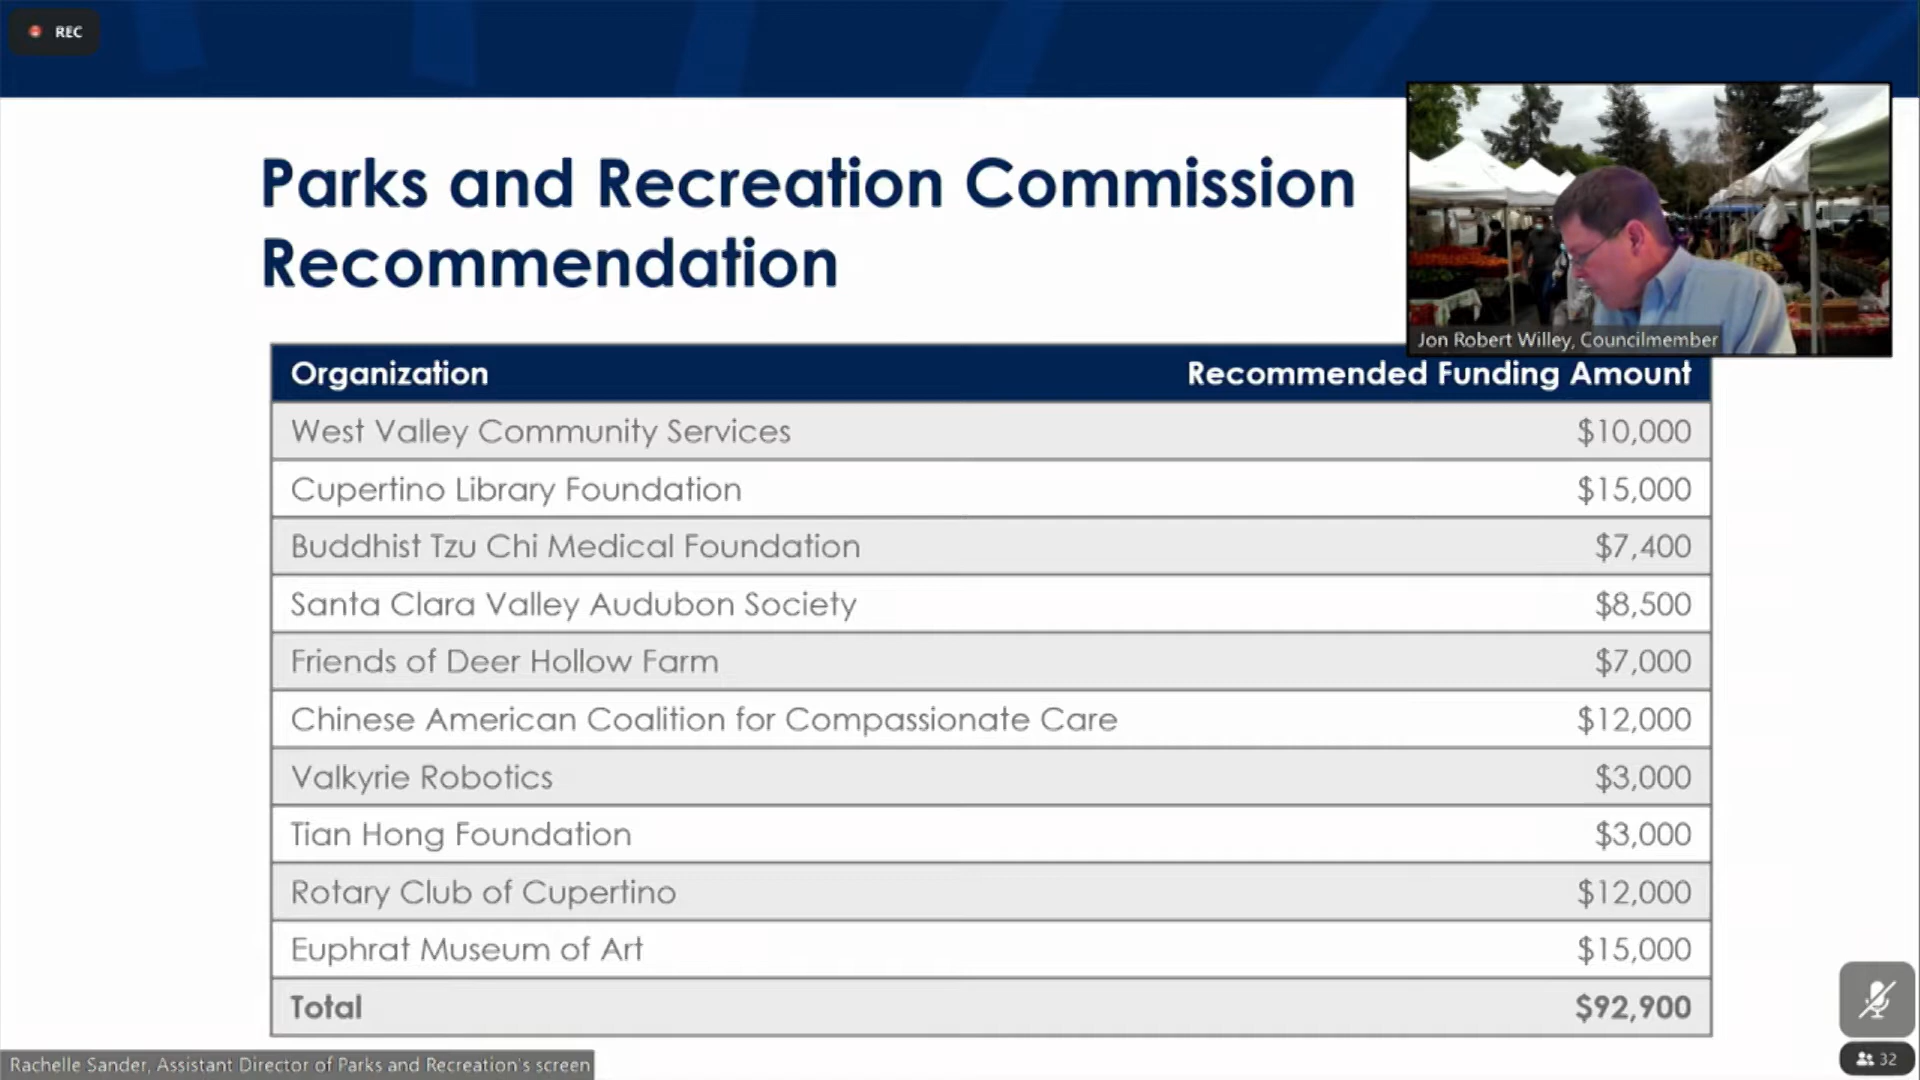 REC
Parks and Recreation Commission
Recommendation
Jon Robert Willey, Councilmember
Organization Recommended Funding Amount
West Valley Community Services $10,000
Cupertino Library Foundation $15,000
Buddhist Tzu Chi Medical Foundation $7,400
Santa Clara Valley Audubon Society $8,500
Friends of Deer Hollow Farm $7,000
Chinese American Coalition for Compassionate Care $12,000
Valkyrie Robotics $3,000
Tian Hong Foundation $3,000
Rotary Club of Cupertino $12,000
Euphrat Museum of Art $15,000
Total $92,900
Rachelle Sander, Assistant Director of Parks and Recreation's screen
32